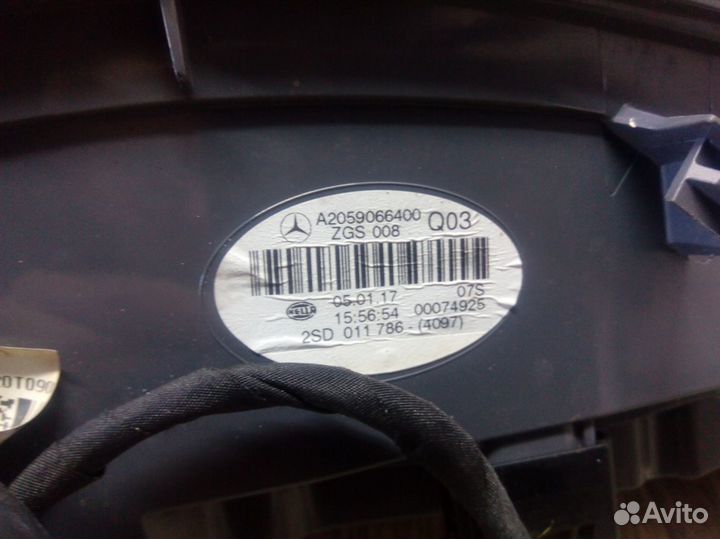 A2059066400 Q03
ZGS 008
05.01.17 07S
HELLA 15:56:54 00074925
2SD 011 786-(4097)
Avito